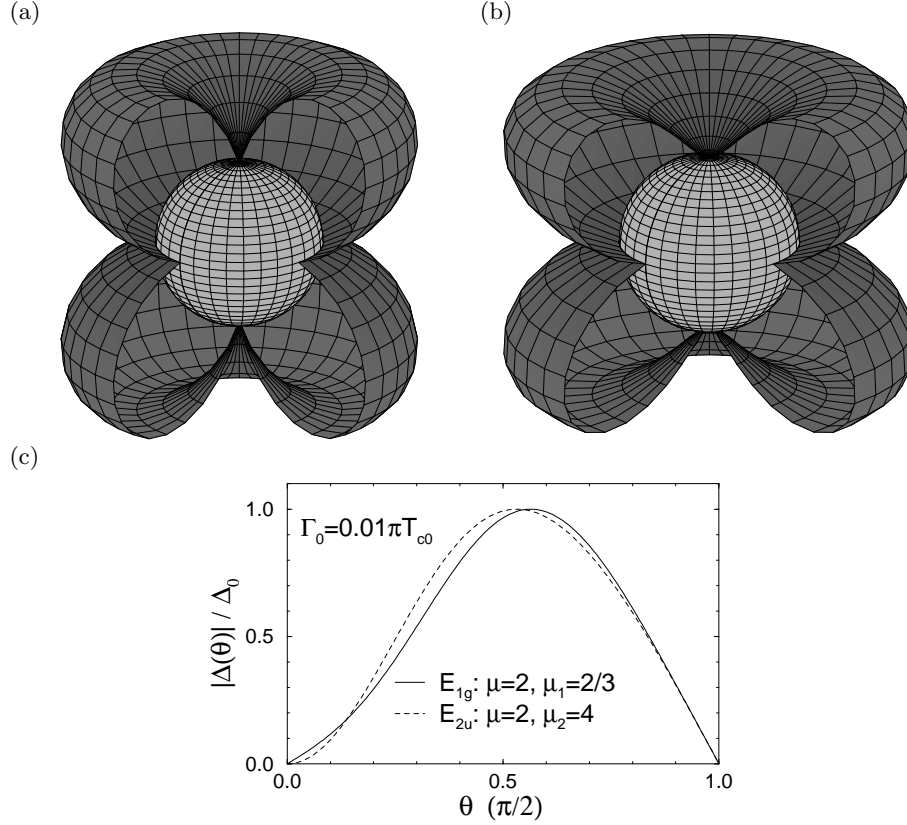 (a) (b)
(c)
1.0
Γ₀=0.01πT_c0
|Δ(θ)| / Δ₀
0.5
E₁g: μ=2, μ₁=2/3
E₂u: μ=2, μ₂=4
0.0
0.0 0.5 1.0
θ (π/2)